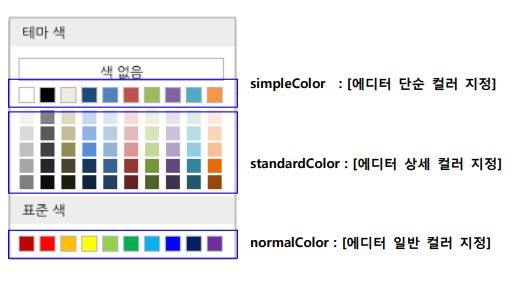 테마 색
색 없음
simpleColor : [에디터 단순 컬러 지정]
standardColor : [에디터 상세 컬러 지정]
표준 색
normalColor : [에디터 일반 컬러 지정]